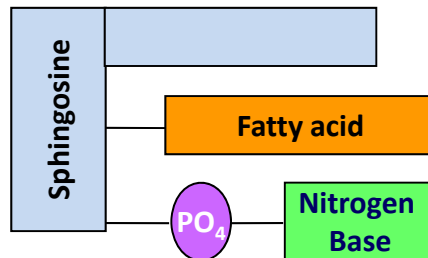 Sphingosine
Fatty acid
PO₄
Nitrogen
Base